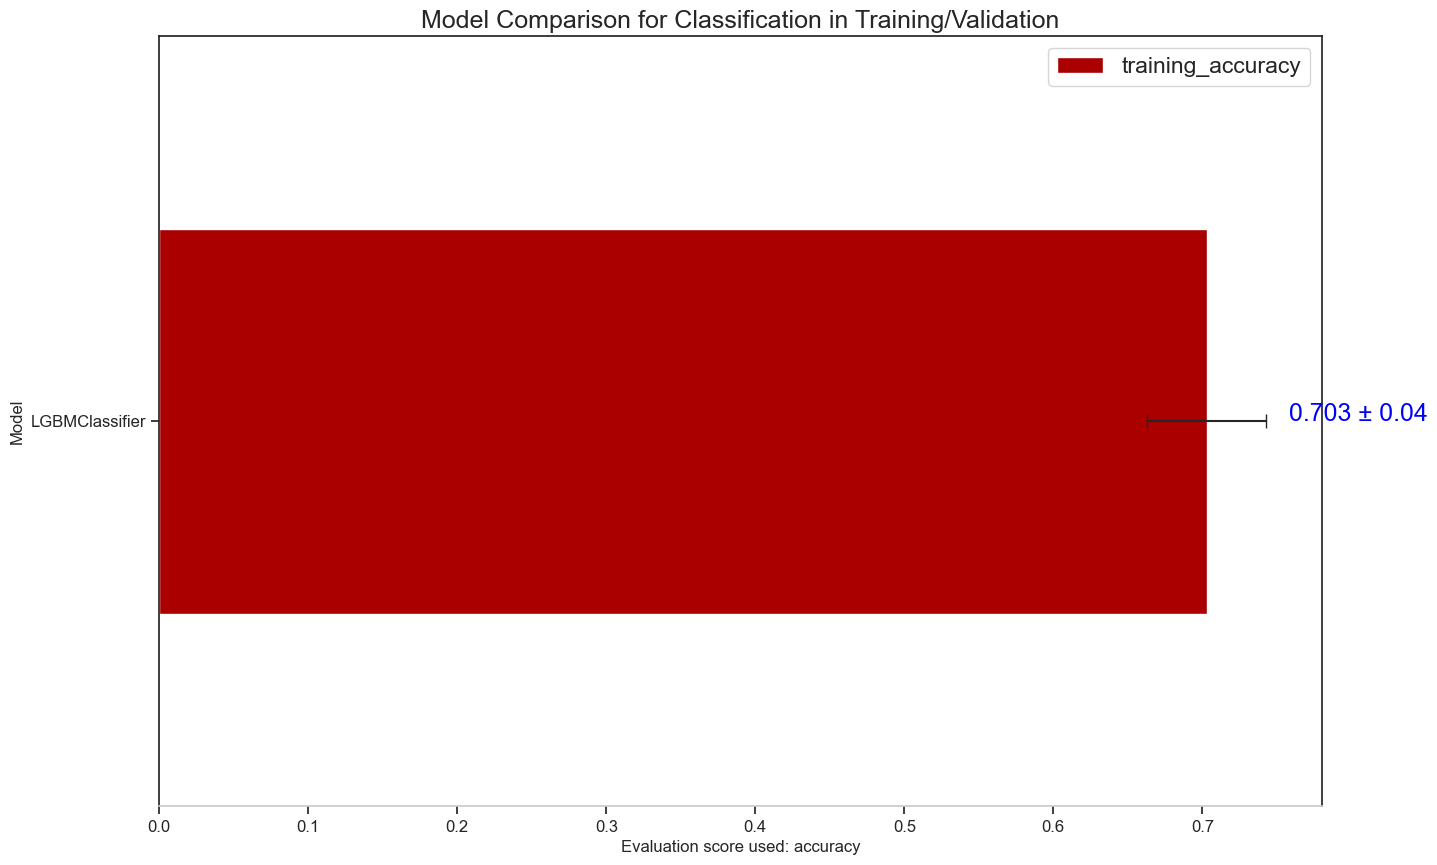 Model Comparison for Classification in Training/Validation
training_accuracy
Model
LGBMClassifier
0.703 ± 0.04
0.0 0.1 0.2 0.3 0.4 0.5 0.6 0.7
Evaluation score used: accuracy